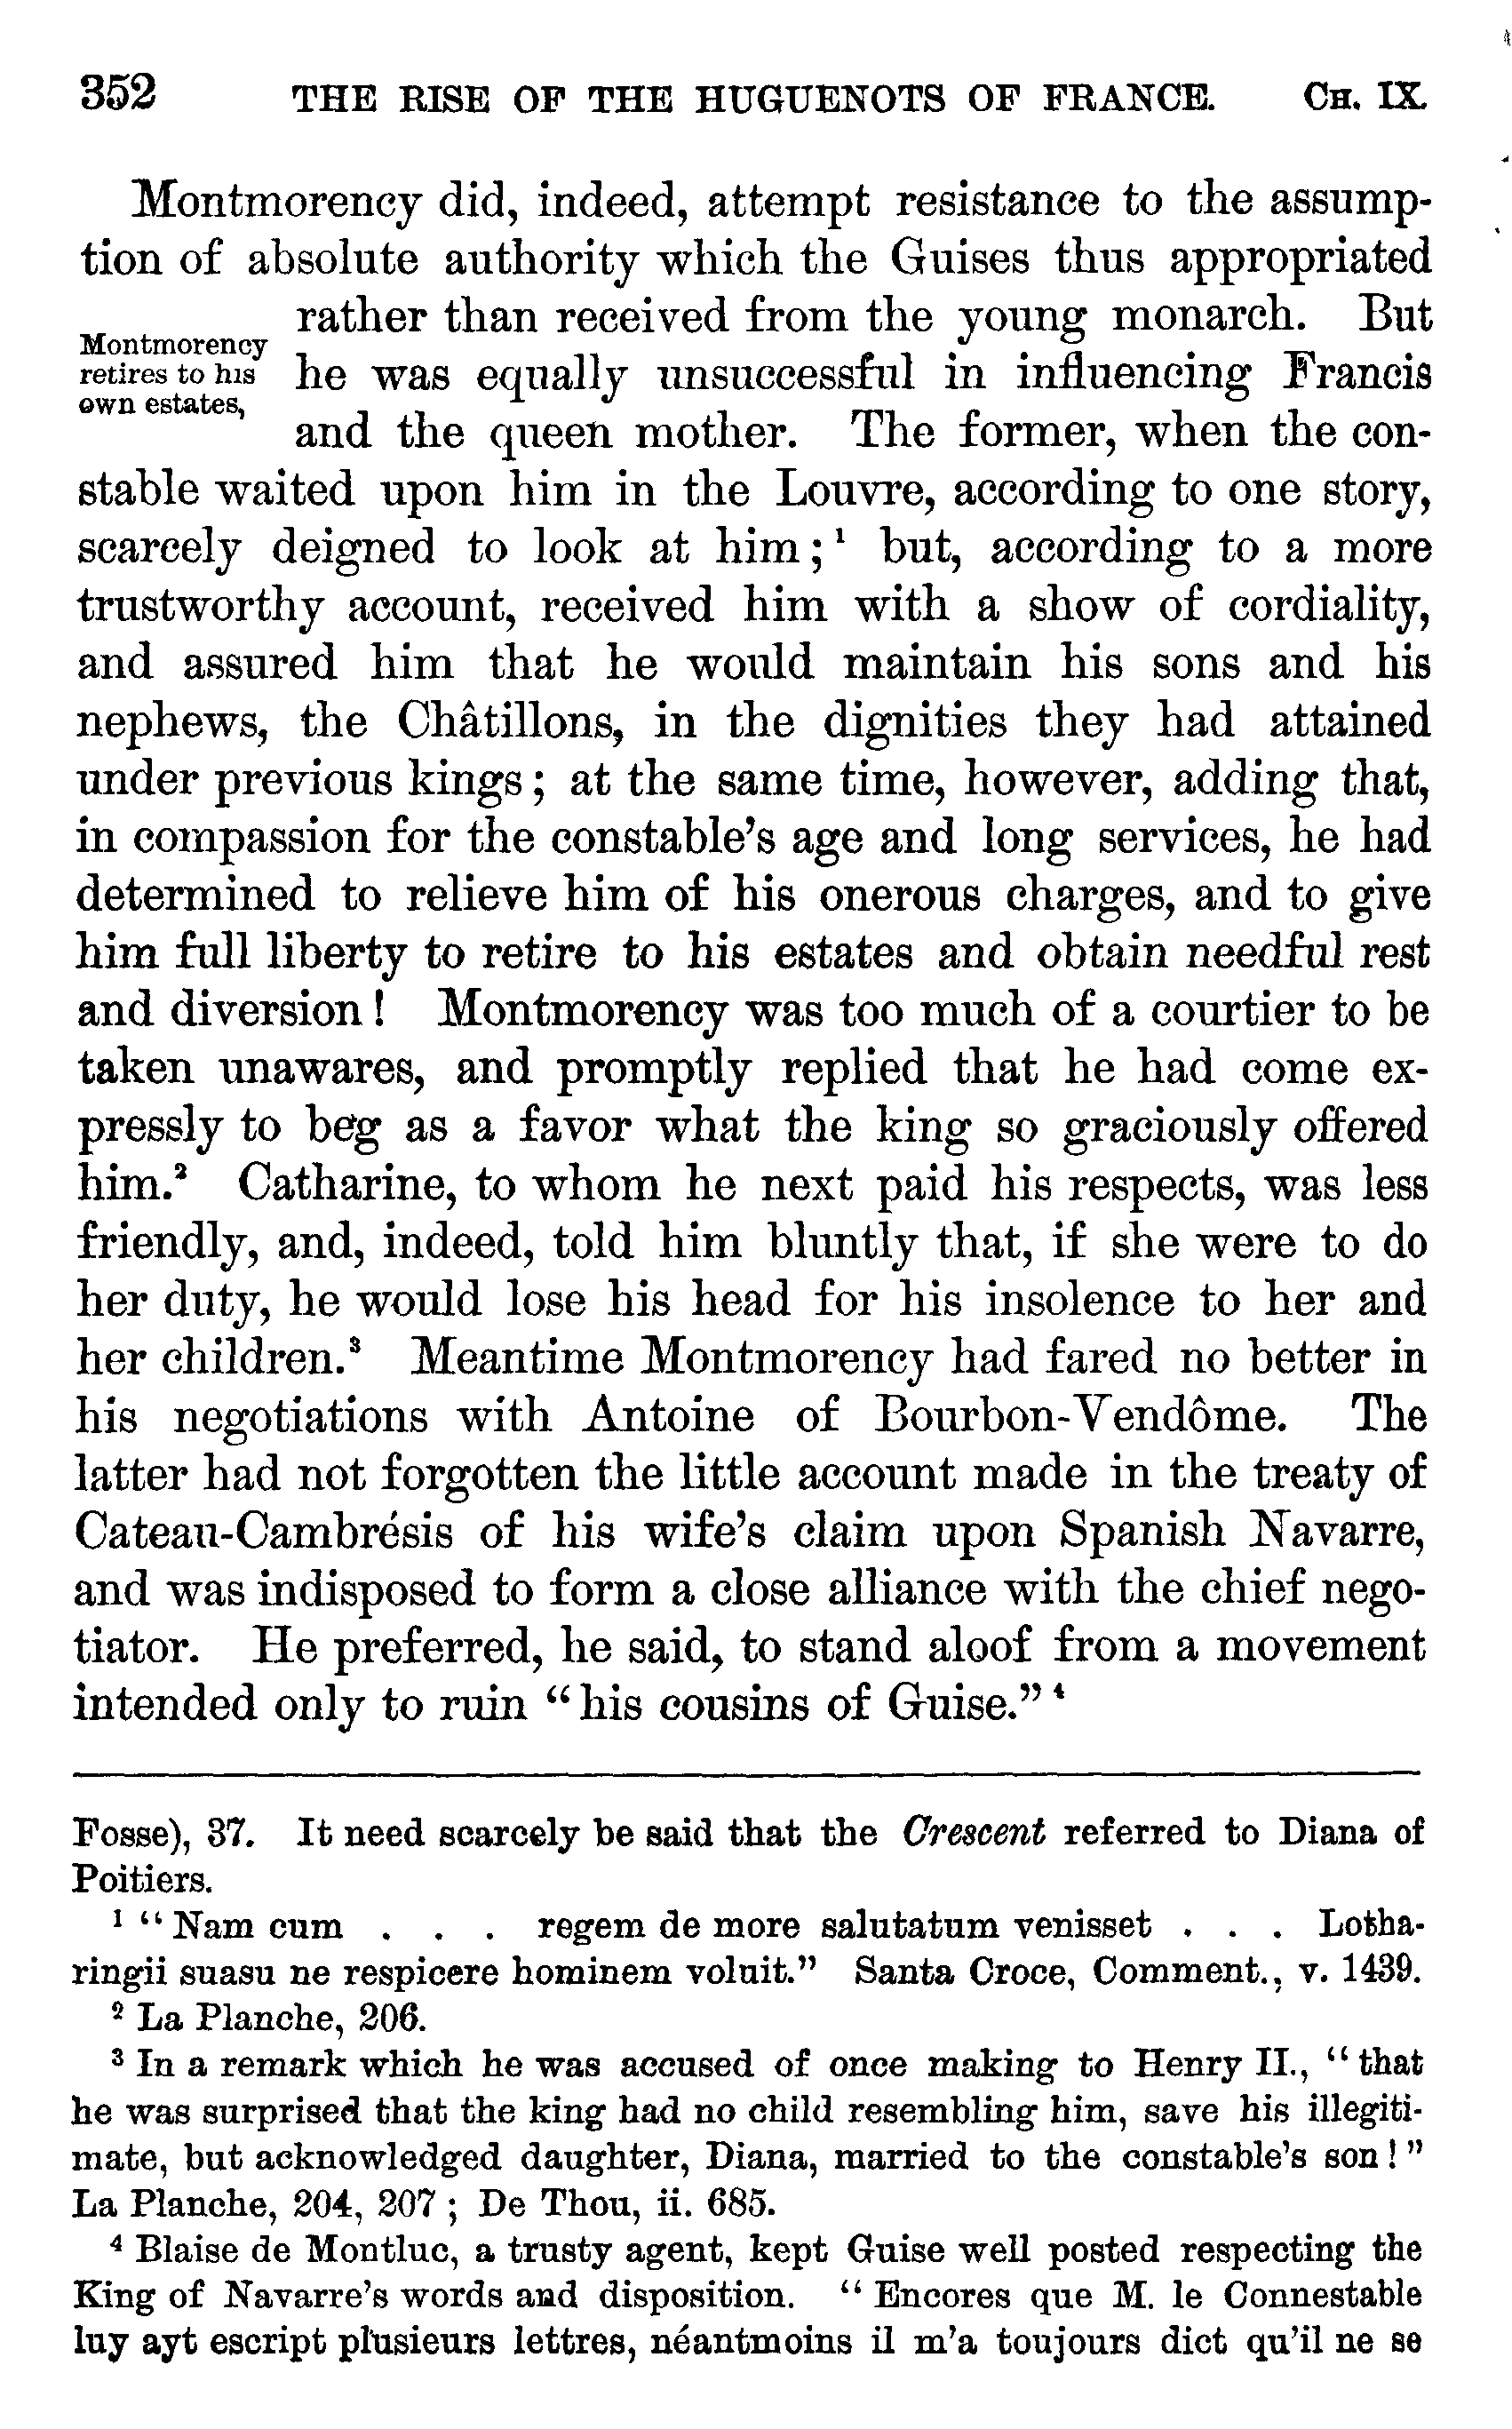 352 THE RISE OF THE HUGUENOTS OF FRANCE. CH. IX.
Montmorency did, indeed, attempt resistance to the assump-
tion of absolute authority which the Guises thus appropriated
rather than received from the young monarch. But
Montmorency
retires to his
own estates,
he was equally unsuccessful in influencing Francis
and the queen mother. The former, when the con-
stable waited upon him in the Louvre, according to one story,
scarcely deigned to look at him;¹ but, according to a more
trustworthy account, received him with a show of cordiality,
and assured him that he would maintain his sons and his
nephews, the Châtillons, in the dignities they had attained
under previous kings; at the same time, however, adding that,
in compassion for the constable's age and long services, he had
determined to relieve him of his onerous charges, and to give
him full liberty to retire to his estates and obtain needful rest
and diversion! Montmorency was too much of a courtier to be
taken unawares, and promptly replied that he had come ex-
pressly to beg as a favor what the king so graciously offered
him.² Catharine, to whom he next paid his respects, was less
friendly, and, indeed, told him bluntly that, if she were to do
her duty, he would lose his head for his insolence to her and
her children.³ Meantime Montmorency had fared no better in
his negotiations with Antoine of Bourbon-Vendôme. The
latter had not forgotten the little account made in the treaty of
Cateau-Cambrésis of his wife's claim upon Spanish Navarre,
and was indisposed to form a close alliance with the chief nego-
tiator. He preferred, he said, to stand aloof from a movement
intended only to ruin "his cousins of Guise."⁴
Fosse), 37. It need scarcely be said that the Crescent referred to Diana of
Poitiers.
¹ "Nam cum . . . regem de more salutatum venisset . . . Lotha-
ringii suasu ne respicere hominem voluit." Santa Croce, Comment., v. 1439.
² La Planche, 206.
³ In a remark which he was accused of once making to Henry II., "that
he was surprised that the king had no child resembling him, save his illegiti-
mate, but acknowledged daughter, Diana, married to the constable's son!"
La Planche, 204, 207; De Thou, ii. 685.
⁴ Blaise de Montluc, a trusty agent, kept Guise well posted respecting the
King of Navarre's words and disposition. "Encores que M. le Connestable
luy ayt escript plusieurs lettres, néantmoins il m'a toujours dict qu'il ne se